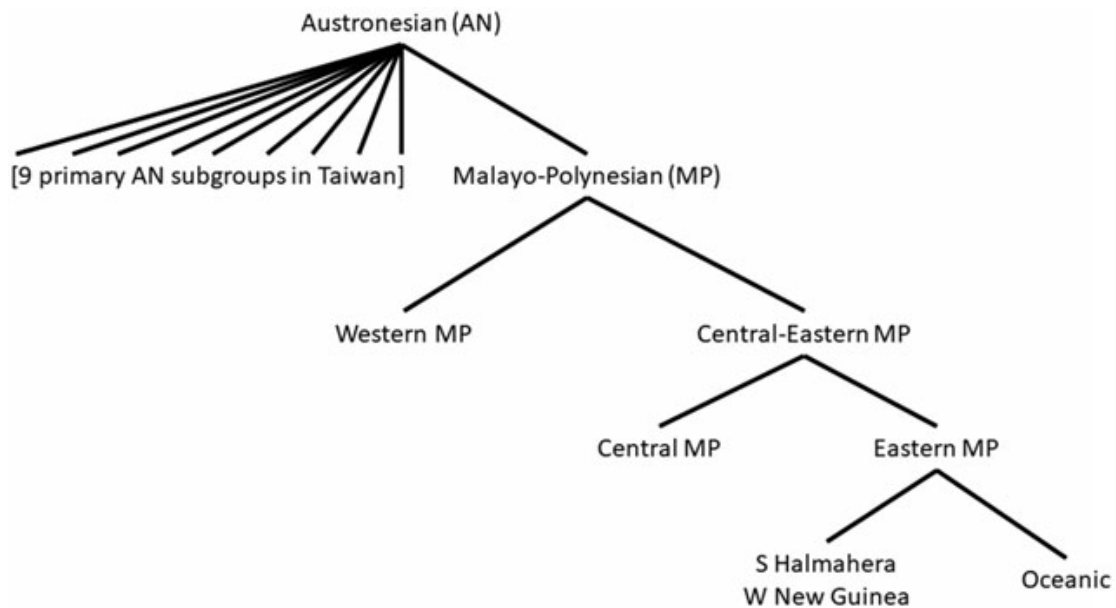 Austronesian (AN)
[9 primary AN subgroups in Taiwan]
Malayo-Polynesian (MP)
Western MP
Central-Eastern MP
Central MP
Eastern MP
S Halmahera
W New Guinea
Oceanic